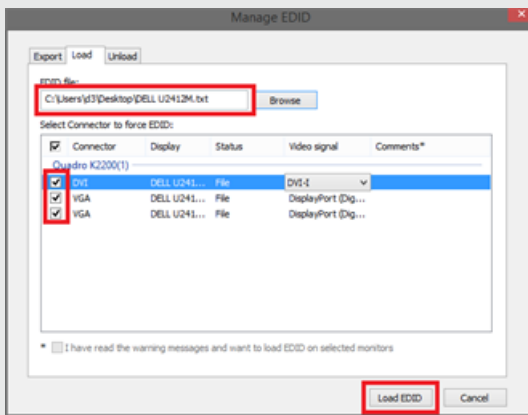 Manage EDID
Export Load Unload
EDID file:
C:\Users\d3\Desktop\DELL U2412M.txt Browse
Select Connector to force EDID:
Connector Display Status Video signal Comments*
Quadro K2200(1)
DVI DELL U241... File DVI-I
VGA DELL U241... File DisplayPort (Dig...
VGA DELL U241... File DisplayPort (Dig...
* I have read the warning messages and want to load EDID on selected monitors
Load EDID Cancel